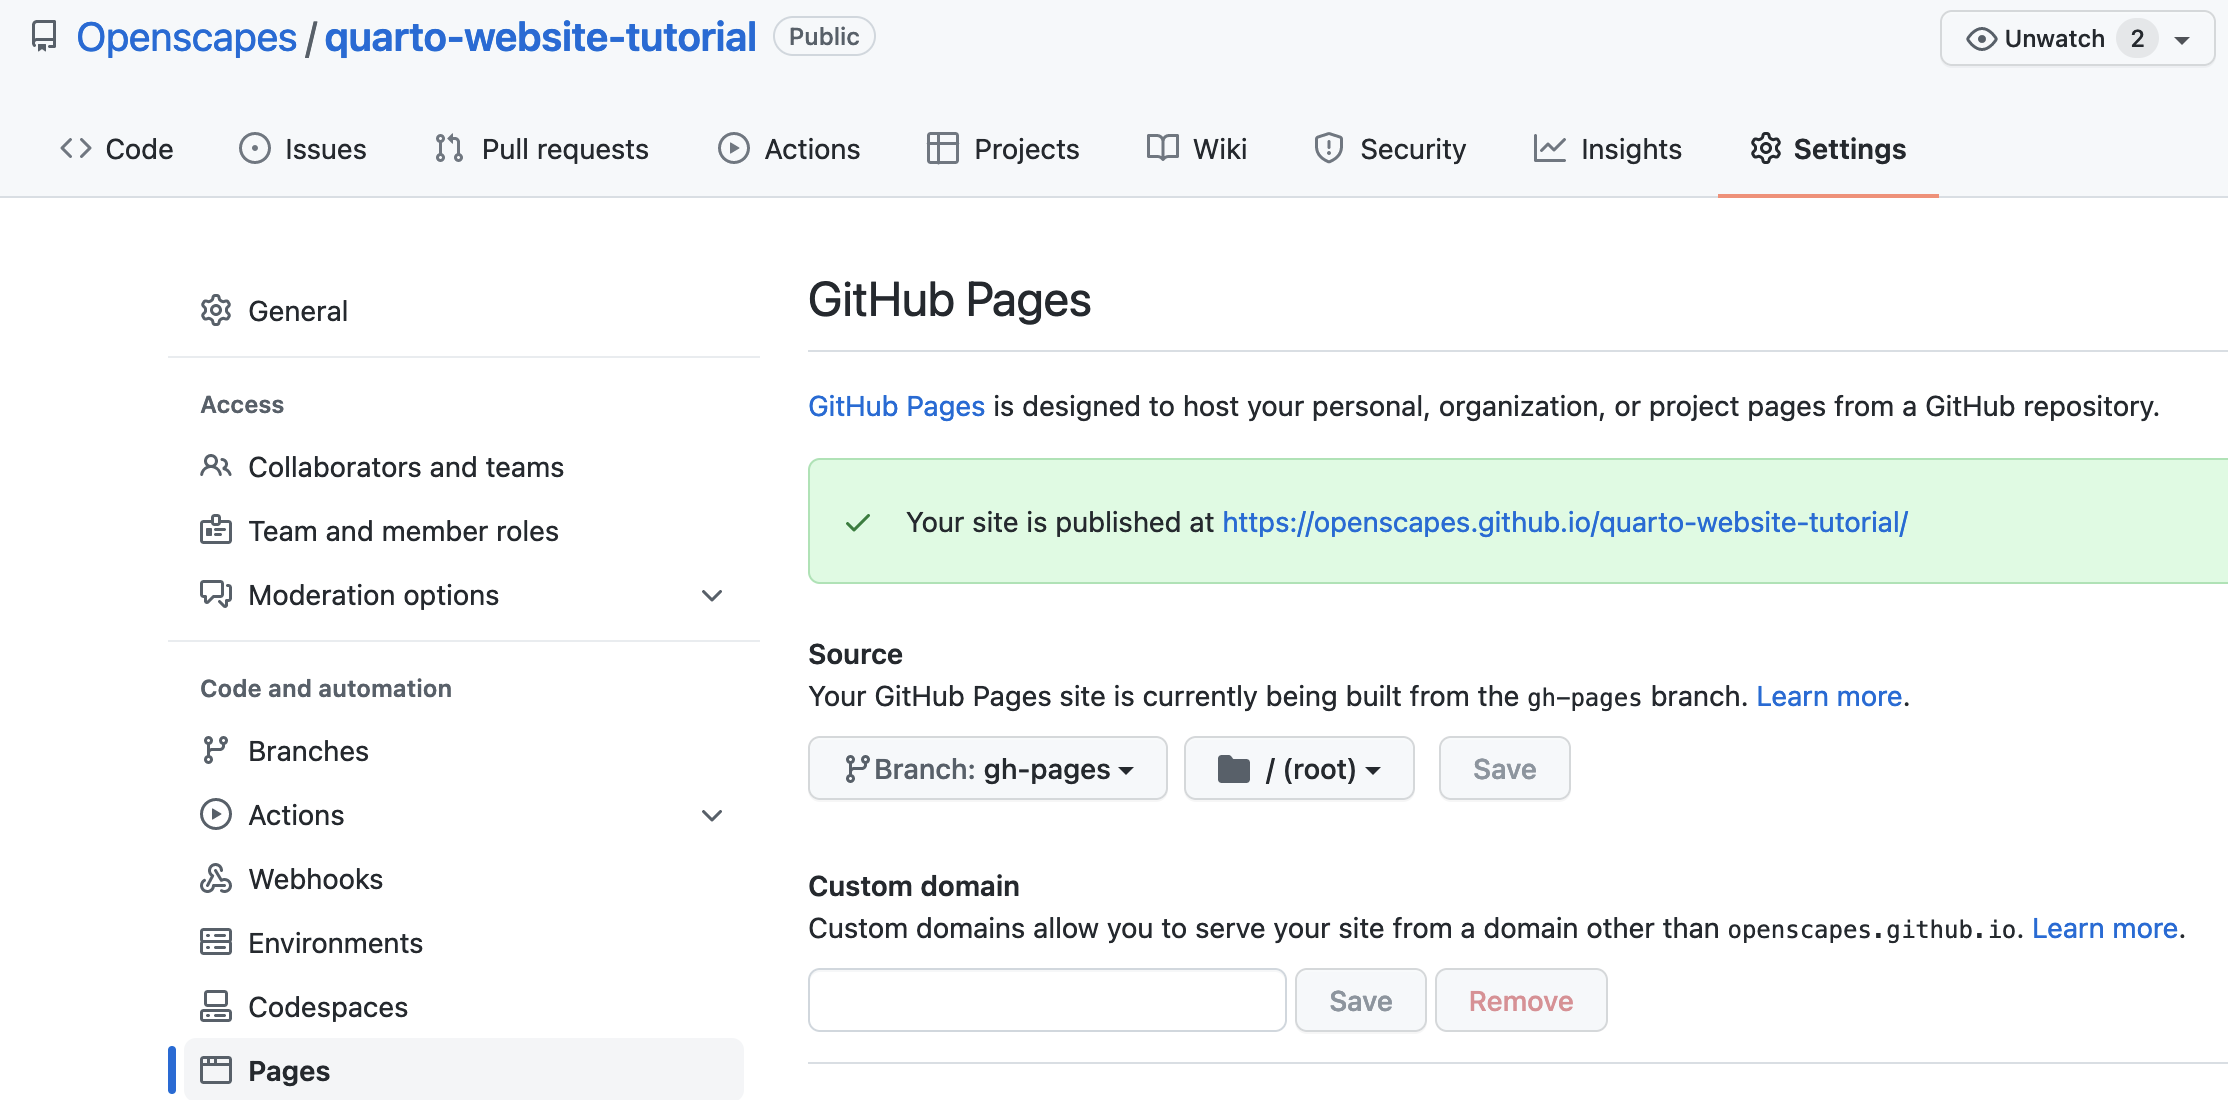 Openscapes / quarto-website-tutorial Public
Unwatch 2
Code Issues Pull requests Actions Projects Wiki Security Insights Settings
General
Access
Collaborators and teams
Team and member roles
Moderation options
Code and automation
Branches
Actions
Webhooks
Environments
Codespaces
Pages
GitHub Pages
GitHub Pages is designed to host your personal, organization, or project pages from a GitHub repository.
Your site is published at https://openscapes.github.io/quarto-website-tutorial/
Source
Your GitHub Pages site is currently being built from the gh-pages branch. Learn more.
Branch: gh-pages / (root) Save
Custom domain
Custom domains allow you to serve your site from a domain other than openscapes.github.io. Learn more.
Save Remove